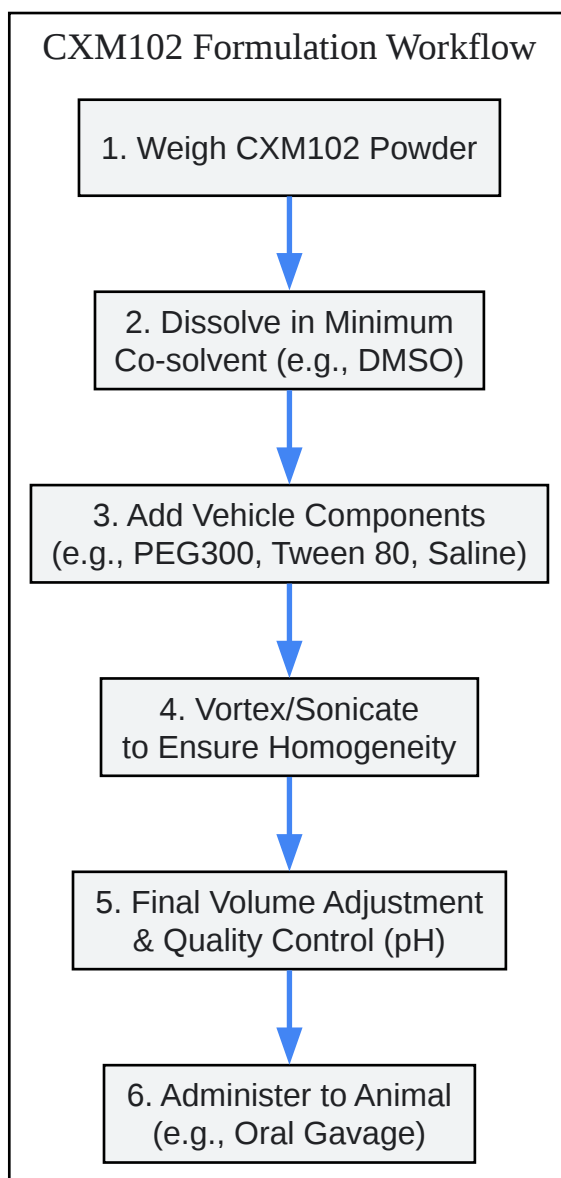 CXM102 Formulation Workflow
1. Weigh CXM102 Powder
2. Dissolve in Minimum
Co-solvent (e.g., DMSO)
3. Add Vehicle Components
(e.g., PEG300, Tween 80, Saline)
4. Vortex/Sonicate
to Ensure Homogeneity
5. Final Volume Adjustment
& Quality Control (pH)
6. Administer to Animal
(e.g., Oral Gavage)